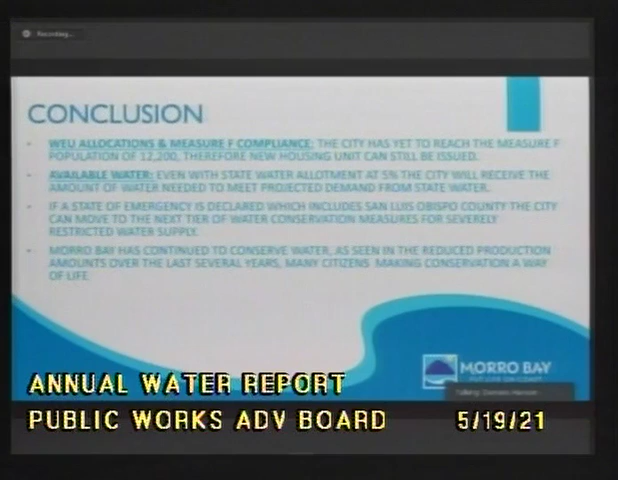 Recording...
CONCLUSION
- WEU ALLOCATIONS & MEASURE F COMPLIANCE: THE CITY HAS YET TO REACH THE MEASURE F
POPULATION OF 12,200, THEREFORE NEW HOUSING UNIT CAN STILL BE ISSUED.
- AVAILABLE WATER: EVEN WITH STATE WATER ALLOTMENT AT 5% THE CITY WILL RECEIVE THE
AMOUNT OF WATER NEEDED TO MEET PROJECTED DEMAND FROM STATE WATER.
- IF A STATE OF EMERGENCY IS DECLARED WHICH INCLUDES SAN LUIS OBISPO COUNTY THE CITY
CAN MOVE TO THE NEXT TIER OF WATER CONSERVATION MEASURES FOR SEVERELY
RESTRICTED WATER SUPPLY.
- MORRO BAY HAS CONTINUED TO CONSERVE WATER, AS SEEN IN THE REDUCED PRODUCTION
AMOUNTS OVER THE LAST SEVERAL YEARS, MANY CITIZENS MAKING CONSERVATION A WAY
OF LIFE.
MORRO BAY
Talking:
ANNUAL WATER REPORT
PUBLIC WORKS ADV BOARD 5/19/21